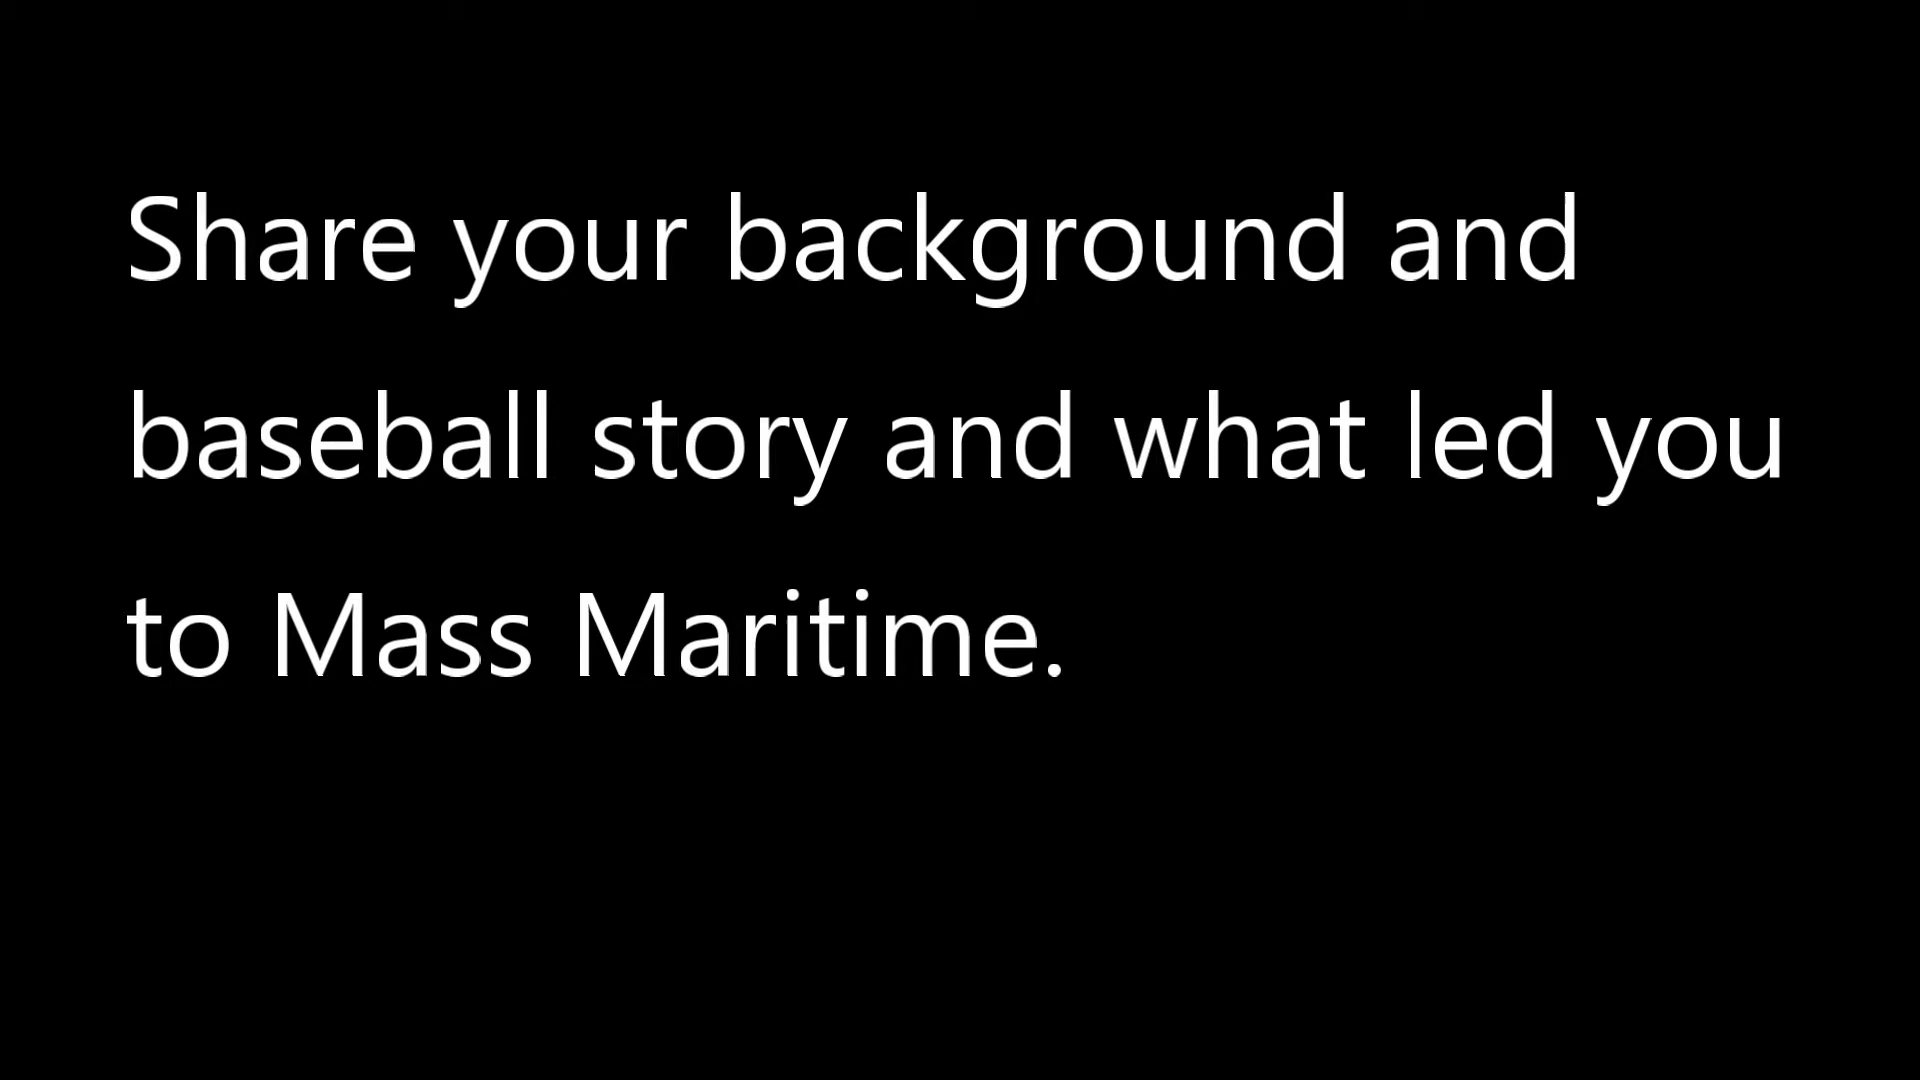 Share your background and
baseball story and what led you
to Mass Maritime.